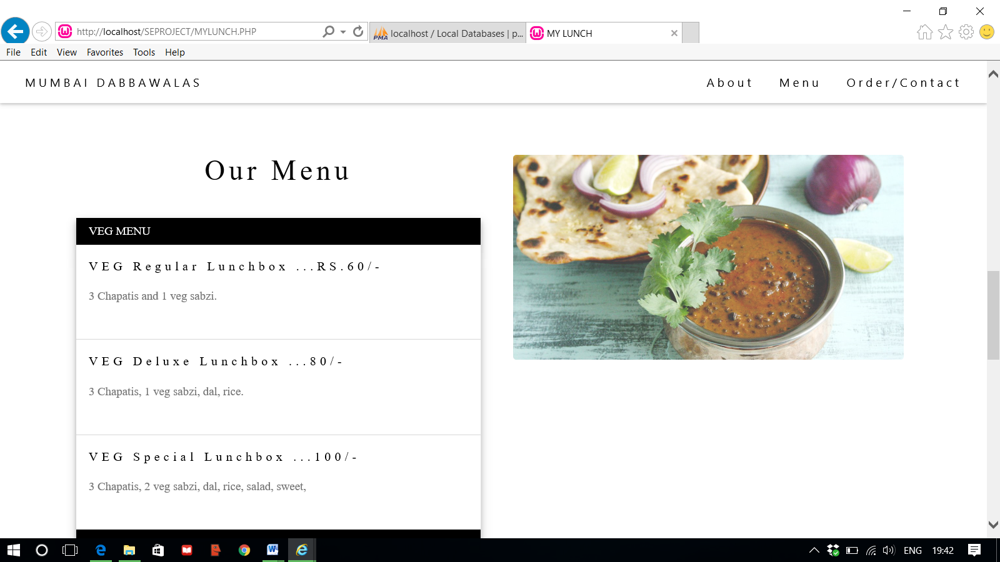 http://localhost/SEPROJECT/MYLUNCH.PHP
PMA
localhost / Local Databases | p...
MY LUNCH
File Edit View Favorites Tools Help
MUMBAI DABBAWALAS
About Menu Order/Contact
Our Menu
VEG MENU
VEG Regular Lunchbox ...RS.60/-
3 Chapatis and 1 veg sabzi.
VEG Deluxe Lunchbox ...80/-
3 Chapatis, 1 veg sabzi, dal, rice.
VEG Special Lunchbox ...100/-
3 Chapatis, 2 veg sabzi, dal, rice, salad, sweet,
ENG 19:42